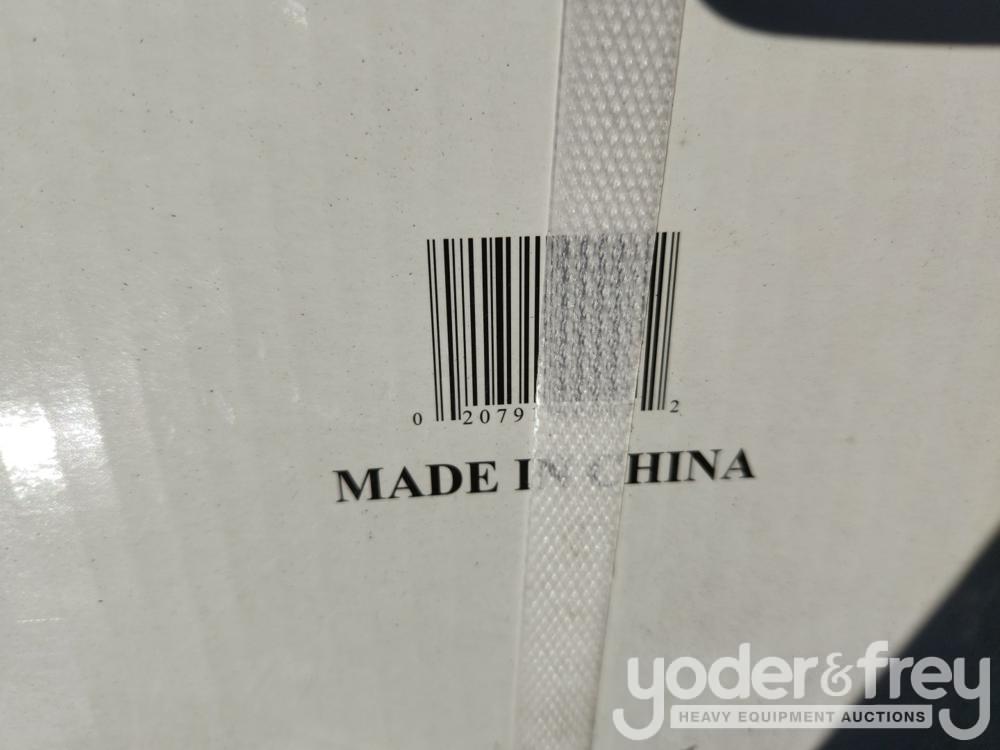 0 2079 2
MADE IN CHINA
yoder&frey
HEAVY EQUIPMENT AUCTIONS